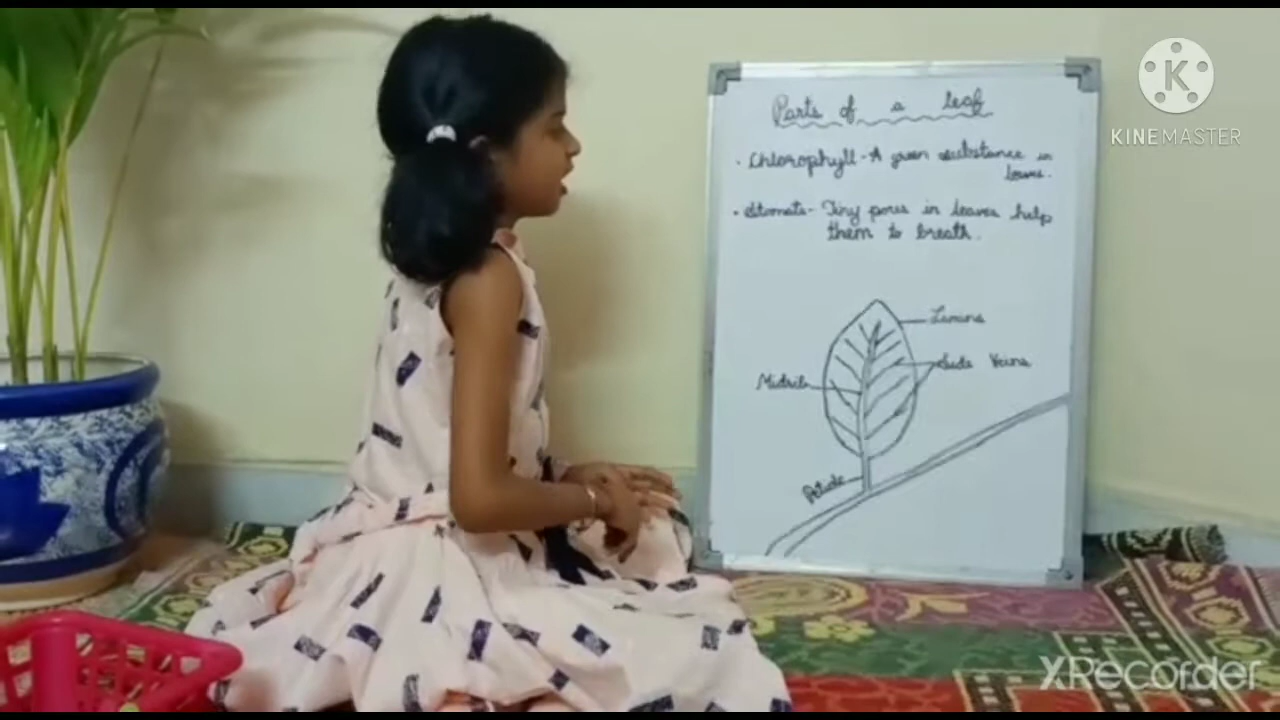 Parts of a leaf
• Chlorophyll - A green substance in
leaves.
• Stomata - Tiny pores in leaves help
them to breath.
Lamina
Side Veins
Midrib
Petiole
KINEMASTER
XRecorder